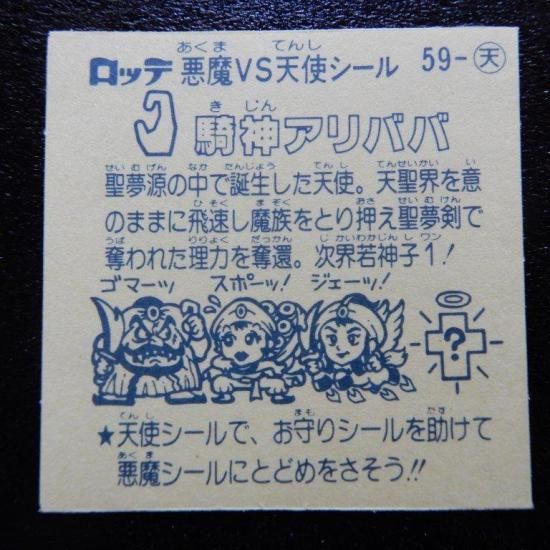 ロッテ 悪魔VS天使シール 59-天
騎神アリババ
聖夢源の中で誕生した天使。天聖界を意
のままに飛速し魔族をとり押え聖夢剣で
奪われた理力を奪還。次界若神子1!
ゴマーッ スポーッ! ジェーッ!
?
★天使シールで、お守りシールを助けて
悪魔シールにとどめをさそう!!